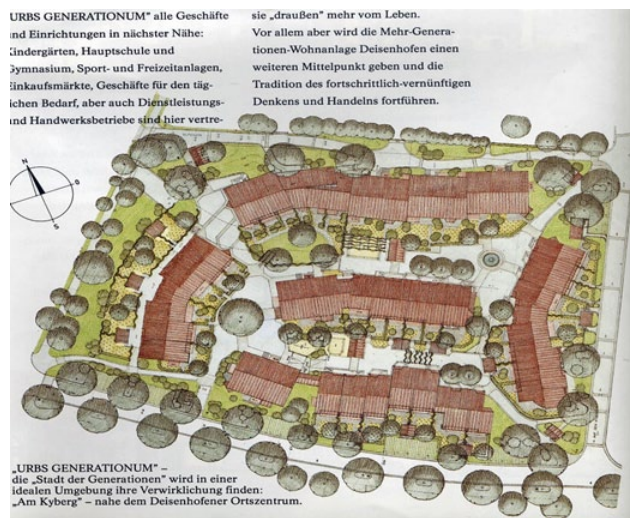 URBS GENERATIONUM" alle Geschäfte
und Einrichtungen in nächster Nähe:
Kindergärten, Hauptschule und
Gymnasium, Sport- und Freizeitanlagen,
Einkaufsmärkte, Geschäfte für den täg-
lichen Bedarf, aber auch Dienstleistungs-
und Handwerksbetriebe sind hier vertre-
sie „draußen" mehr vom Leben.
Vor allem aber wird die Mehr-Genera-
tionen-Wohnanlage Deisenhofen einen
weiteren Mittelpunkt geben und die
Tradition des fortschrittlich-vernünftigen
Denkens und Handelns fortführen.
N
O
S
„URBS GENERATIONUM" –
die „Stadt der Generationen" wird in einer
idealen Umgebung ihre Verwirklichung finden:
„Am Kyberg" – nahe dem Deisenhofener Ortszentrum.